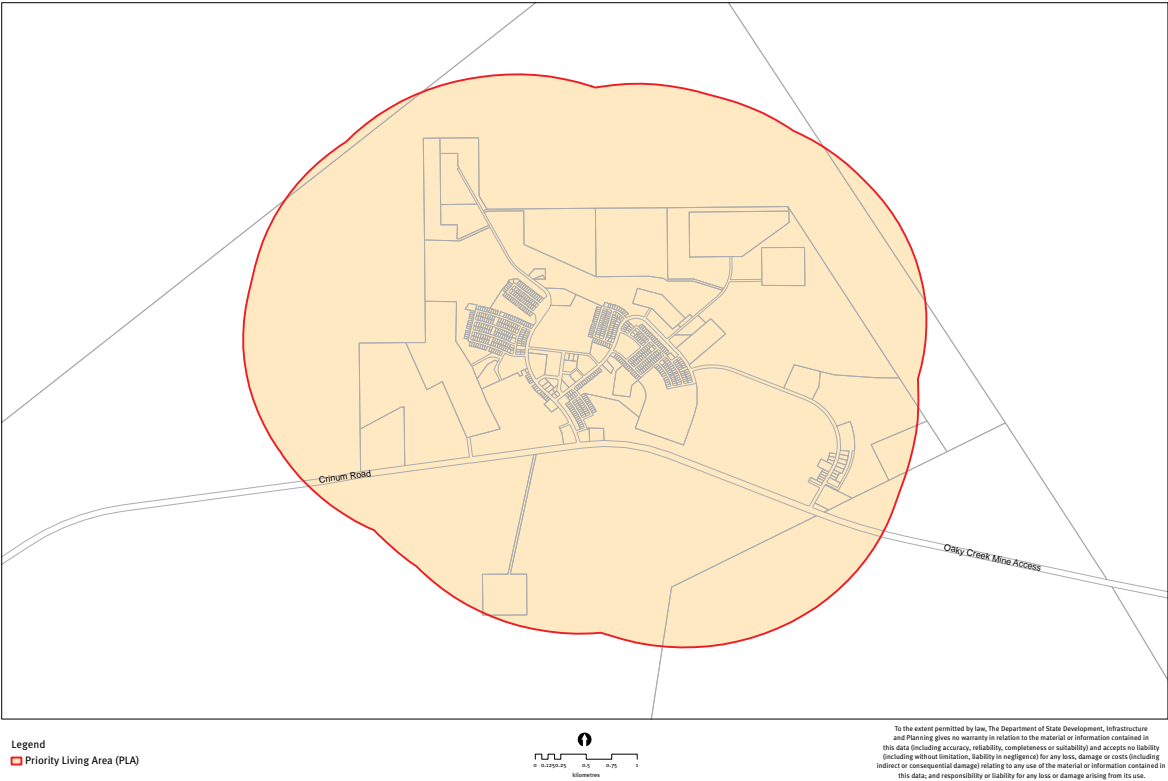 Crinum Road
Oaky Creek Mine Access
Legend
Priority Living Area (PLA)
0 0.125 0.25 0.5 0.75 1
kilometres
To the extent permitted by law, The Department of State Development, Infrastructure
and Planning gives no warranty in relation to the material or information contained in
this data (including accuracy, reliability, completeness or suitability) and accepts no liability
(including without limitation, liability in negligence) for any loss, damage or costs (including
indirect or consequential damage) relating to any use of the material or information contained in
this data; and responsibility or liability for any loss or damage arising from its use.